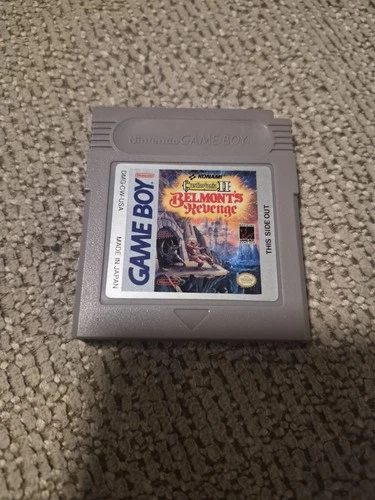 Nintendo GAME BOY
KONAMI
Castlevania II
BELMONT'S
Revenge
GAME BOY
DMG-CW-USA
MADE IN JAPAN
THIS SIDE OUT